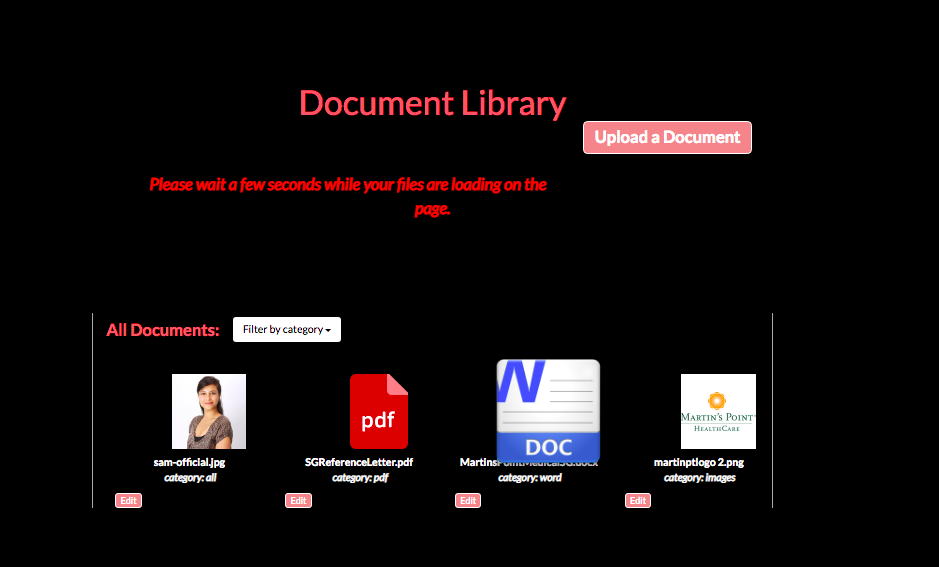 Document Library
Upload a Document
Please wait a few seconds while your files are loading on the
page.
All Documents: Filter by category
pdf
W
DOC
MARTIN'S POINT®
HEALTHCARE
sam-official.jpg SGReferenceLetter.pdf MartinsPointMedicalSG.docx martinptlogo 2.png
category: all category: pdf category: word category: images
Edit Edit Edit Edit